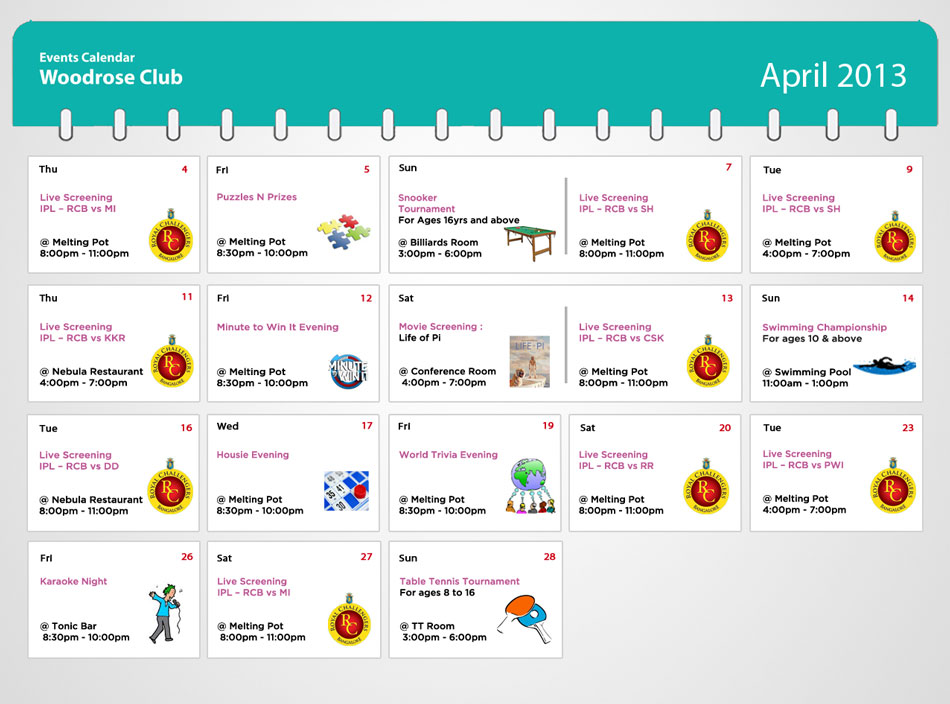 Events Calendar
Woodrose Club
April 2013
Thu 4
Live Screening
IPL – RCB vs MI
@ Melting Pot
8:00pm - 11:00pm
ROYAL CHALLENGERS
RC
BANGALORE
Fri 5
Puzzles N Prizes
@ Melting Pot
8:30pm - 10:00pm
Sun 7
Snooker
Tournament
For Ages 16yrs and above
@ Billiards Room
3:00pm - 6:00pm
Live Screening
IPL – RCB vs SH
@ Melting Pot
8:00pm - 11:00pm
ROYAL CHALLENGERS
RC
BANGALORE
Tue 9
Live Screening
IPL – RCB vs SH
@ Melting Pot
4:00pm - 7:00pm
ROYAL CHALLENGERS
RC
BANGALORE
Thu 11
Live Screening
IPL – RCB vs KKR
@ Nebula Restaurant
4:00pm - 7:00pm
ROYAL CHALLENGERS
RC
BANGALORE
Fri 12
Minute to Win It Evening
@ Melting Pot
8:30pm - 10:00pm
MINUTE
TO
WIN IT
Sat 13
Movie Screening :
Life of Pi
@ Conference Room
4:00pm - 7:00pm
LIFE OF PI
Live Screening
IPL – RCB vs CSK
@ Melting Pot
8:00pm - 11:00pm
ROYAL CHALLENGERS
RC
BANGALORE
Sun 14
Swimming Championship
For ages 10 & above
@ Swimming Pool
11:00am - 1:00pm
Tue 16
Live Screening
IPL – RCB vs DD
@ Nebula Restaurant
8:00pm - 11:00pm
ROYAL CHALLENGERS
RC
BANGALORE
Wed 17
Housie Evening
@ Melting Pot
8:30pm - 10:00pm
Fri 19
World Trivia Evening
@ Melting Pot
8:30pm - 10:00pm
Sat 20
Live Screening
IPL – RCB vs RR
@ Melting Pot
8:00pm - 11:00pm
ROYAL CHALLENGERS
RC
BANGALORE
Tue 23
Live Screening
IPL – RCB vs PWI
@ Melting Pot
4:00pm - 7:00pm
ROYAL CHALLENGERS
RC
BANGALORE
Fri 26
Karaoke Night
@ Tonic Bar
8:30pm - 10:00pm
Sat 27
Live Screening
IPL – RCB vs MI
@ Melting Pot
8:00pm - 11:00pm
ROYAL CHALLENGERS
RC
BANGALORE
Sun 28
Table Tennis Tournament
For ages 8 to 16
@ TT Room
3:00pm - 6:00pm